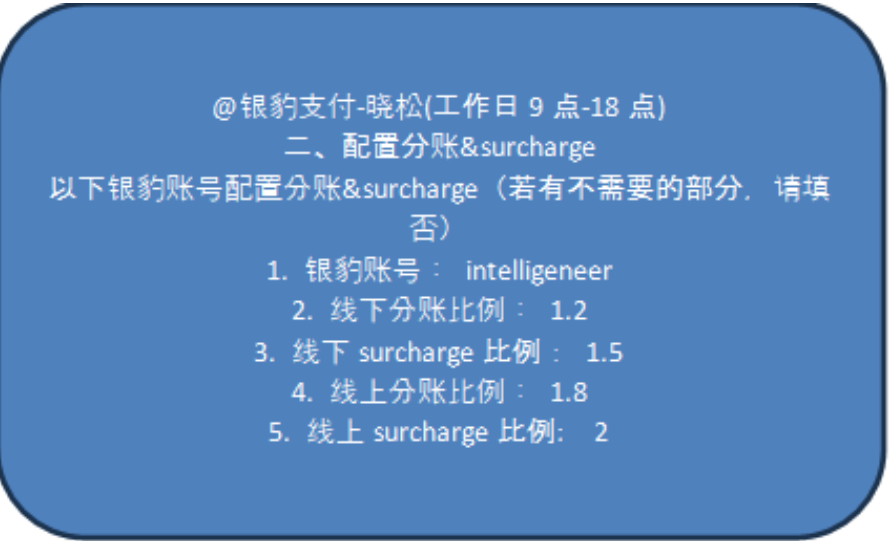 @银豹支付-晓松(工作日 9 点-18 点)
二、配置分账&surcharge
以下银豹账号配置分账&surcharge（若有不需要的部分，请填
否）
1. 银豹账号： intelligeneer
2. 线下分账比例： 1.2
3. 线下 surcharge 比例： 1.5
4. 线上分账比例： 1.8
5. 线上 surcharge 比例: 2